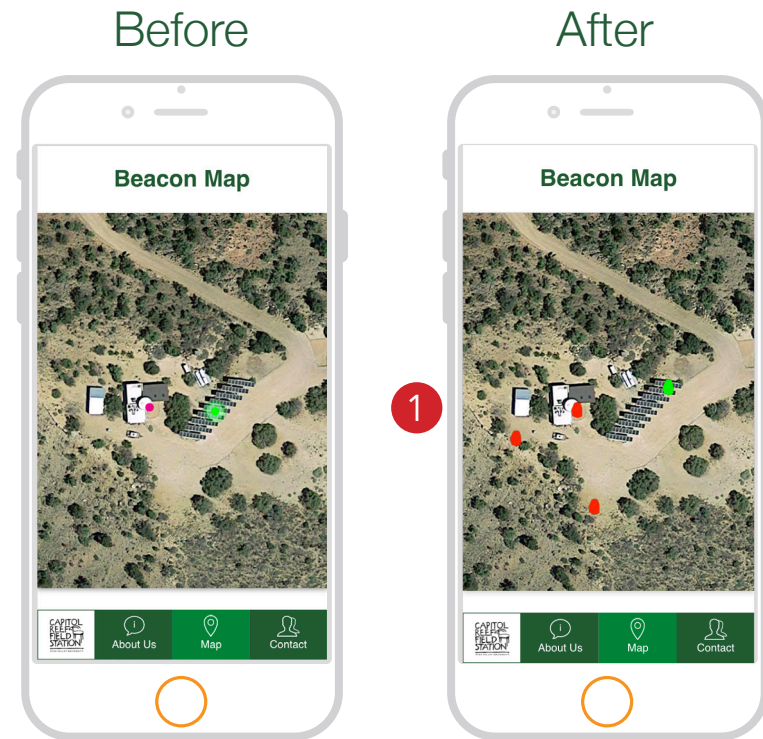 Before
After
Beacon Map
Beacon Map
1
CAPITOL
REEF
FIELD
STATION
About Us
Map
Contact
CAPITOL
REEF
FIELD
STATION
About Us
Map
Contact